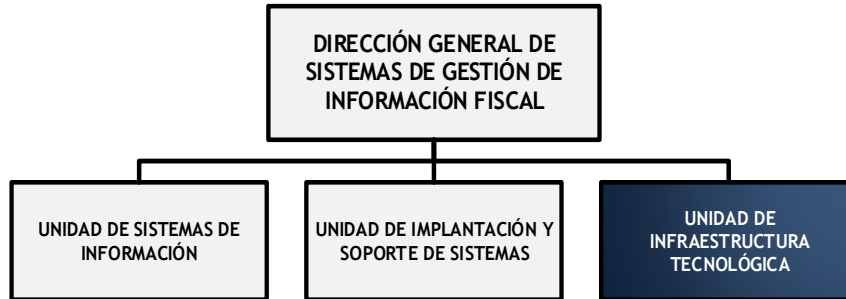 DIRECCIÓN GENERAL DE
SISTEMAS DE GESTIÓN DE
INFORMACIÓN FISCAL
UNIDAD DE SISTEMAS DE
INFORMACIÓN
UNIDAD DE IMPLANTACIÓN Y
SOPORTE DE SISTEMAS
UNIDAD DE
INFRAESTRUCTURA
TECNOLÓGICA